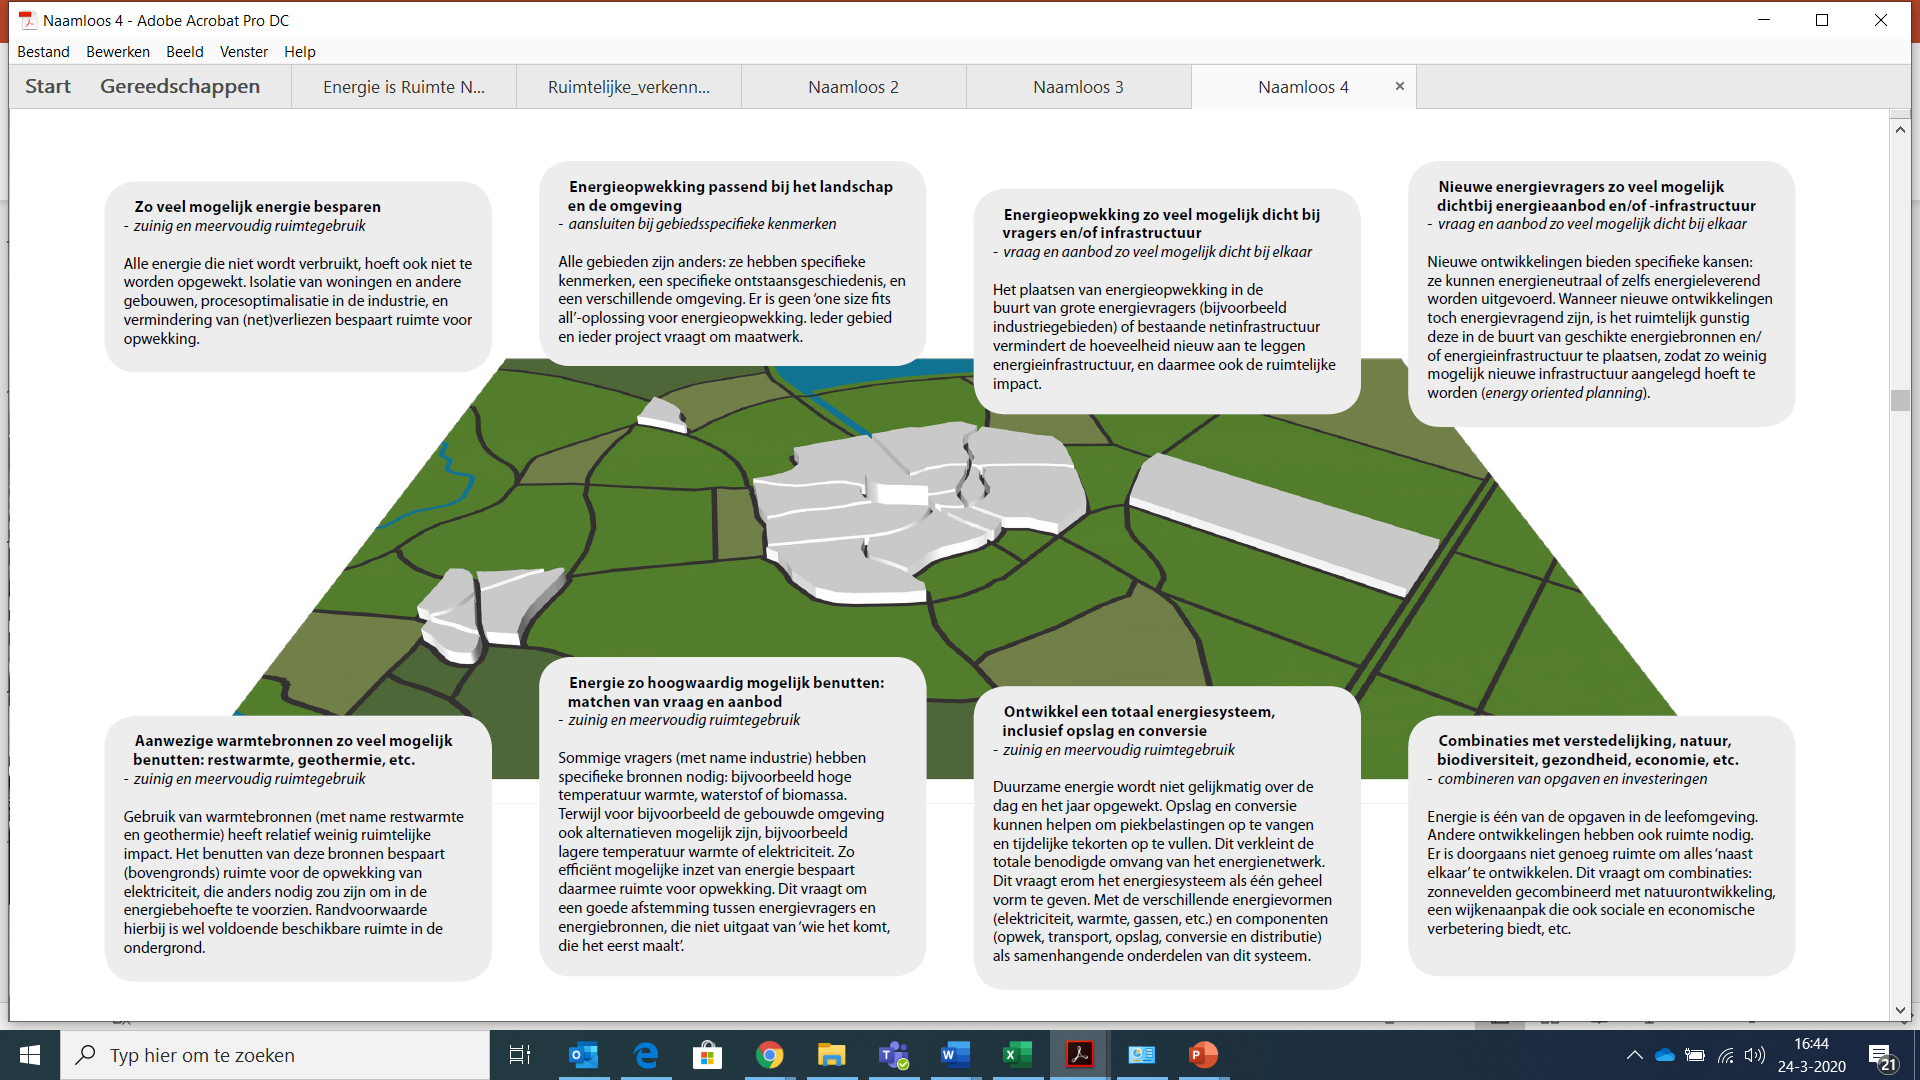 Naamloos 4 - Adobe Acrobat Pro DC
Bestand Bewerken Beeld Venster Help
Start Gereedschappen Energie is Ruimte N... Ruimtelijke_verkenn... Naamloos 2 Naamloos 3 Naamloos 4
Zo veel mogelijk energie besparen
- zuinig en meervoudig ruimtegebruik
Alle energie die niet wordt verbruikt, hoeft ook niet te
worden opgewekt. Isolatie van woningen en andere
gebouwen, procesoptimalisatie in de industrie, en
vermindering van (net)verliezen bespaart ruimte voor
opwekking.
Energieopwekking passend bij het landschap
en de omgeving
- aansluiten bij gebiedsspecifieke kenmerken
Alle gebieden zijn anders: ze hebben specifieke
kenmerken, een specifieke ontstaansgeschiedenis, en
een verschillende omgeving. Er is geen ‘one size fits
all’-oplossing voor energieopwekking. Ieder gebied
en ieder project vraagt om maatwerk.
Energieopwekking zo veel mogelijk dicht bij
vragers en/of infrastructuur
- vraag en aanbod zo veel mogelijk dicht bij elkaar
Het plaatsen van energieopwekking in de
buurt van grote energievragers (bijvoorbeeld
industriegebieden) of bestaande netinfrastructuur
vermindert de hoeveelheid nieuw aan te leggen
energieinfrastructuur, en daarmee ook de ruimtelijke
impact.
Nieuwe energievragers zo veel mogelijk
dichtbij energieaanbod en/of -infrastructuur
- vraag en aanbod zo veel mogelijk dicht bij elkaar
Nieuwe ontwikkelingen bieden specifieke kansen:
ze kunnen energieneutraal of zelfs energieleverend
worden uitgevoerd. Wanneer nieuwe ontwikkelingen
toch energievragend zijn, is het ruimtelijk gunstig
deze in de buurt van geschikte energiebronnen en/
of energieinfrastructuur te plaatsen, zodat zo weinig
mogelijk nieuwe infrastructuur aangelegd hoeft te
worden (energy oriented planning).
Aanwezige warmtebronnen zo veel mogelijk
benutten: restwarmte, geothermie, etc.
- zuinig en meervoudig ruimtegebruik
Gebruik van warmtebronnen (met name restwarmte
en geothermie) heeft relatief weinig ruimtelijke
impact. Het benutten van deze bronnen bespaart
(bovengronds) ruimte voor de opwekking van
elektriciteit, die anders nodig zou zijn om in de
energiebehoefte te voorzien. Randvoorwaarde
hierbij is wel voldoende beschikbare ruimte in de
ondergrond.
Energie zo hoogwaardig mogelijk benutten:
matchen van vraag en aanbod
- zuinig en meervoudig ruimtegebruik
Sommige vragers (met name industrie) hebben
specifieke bronnen nodig: bijvoorbeeld hoge
temperatuur warmte, waterstof of biomassa.
Terwijl voor bijvoorbeeld de gebouwde omgeving
ook alternatieven mogelijk zijn, bijvoorbeeld
lagere temperatuur warmte of elektriciteit. Zo
efficiënt mogelijke inzet van energie bespaart
daarmee ruimte voor opwekking. Dit vraagt om
een goede afstemming tussen energievragers en
energiebronnen, die niet uitgaat van ‘wie het komt,
die het eerst maalt’.
Ontwikkel een totaal energiesysteem,
inclusief opslag en conversie
- zuinig en meervoudig ruimtegebruik
Duurzame energie wordt niet gelijkmatig over de
dag en het jaar opgewekt. Opslag en conversie
kunnen helpen om piekbelastingen op te vangen
en tijdelijke tekorten op te vullen. Dit verkleint de
totale benodigde omvang van het energienetwerk.
Dit vraagt erom het energiesysteem als één geheel
vorm te geven. Met de verschillende energievormen
(elektriciteit, warmte, gassen, etc.) en componenten
(opwek, transport, opslag, conversie en distributie)
als samenhangende onderdelen van dit systeem.
Combinaties met verstedelijking, natuur,
biodiversiteit, gezondheid, economie, etc.
- combineren van opgaven en investeringen
Energie is één van de opgaven in de leefomgeving.
Andere ontwikkelingen hebben ook ruimte nodig.
Er is doorgaans niet genoeg ruimte om alles ‘naast
elkaar’ te ontwikkelen. Dit vraagt om combinaties:
zonnevelden gecombineerd met natuurontwikkeling,
een wijkenaanpak die ook sociale en economische
verbetering biedt, etc.
Typ hier om te zoeken
16:44
24-3-2020
21